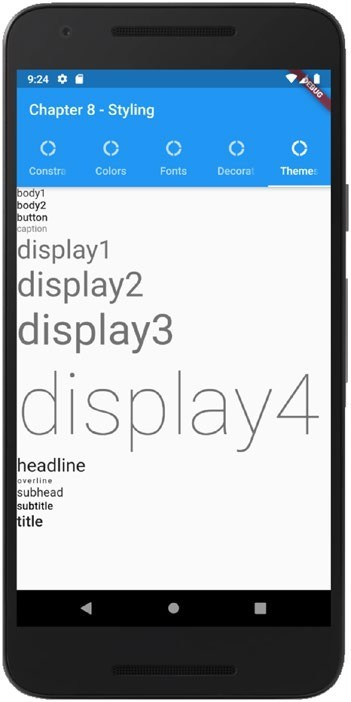 9:24
DEBUG
Chapter 8 - Styling
Constra Colors Fonts Decorat Themes
body1
body2
button
caption
display1
display2
display3
display4
headline
overline
subhead
subtitle
title